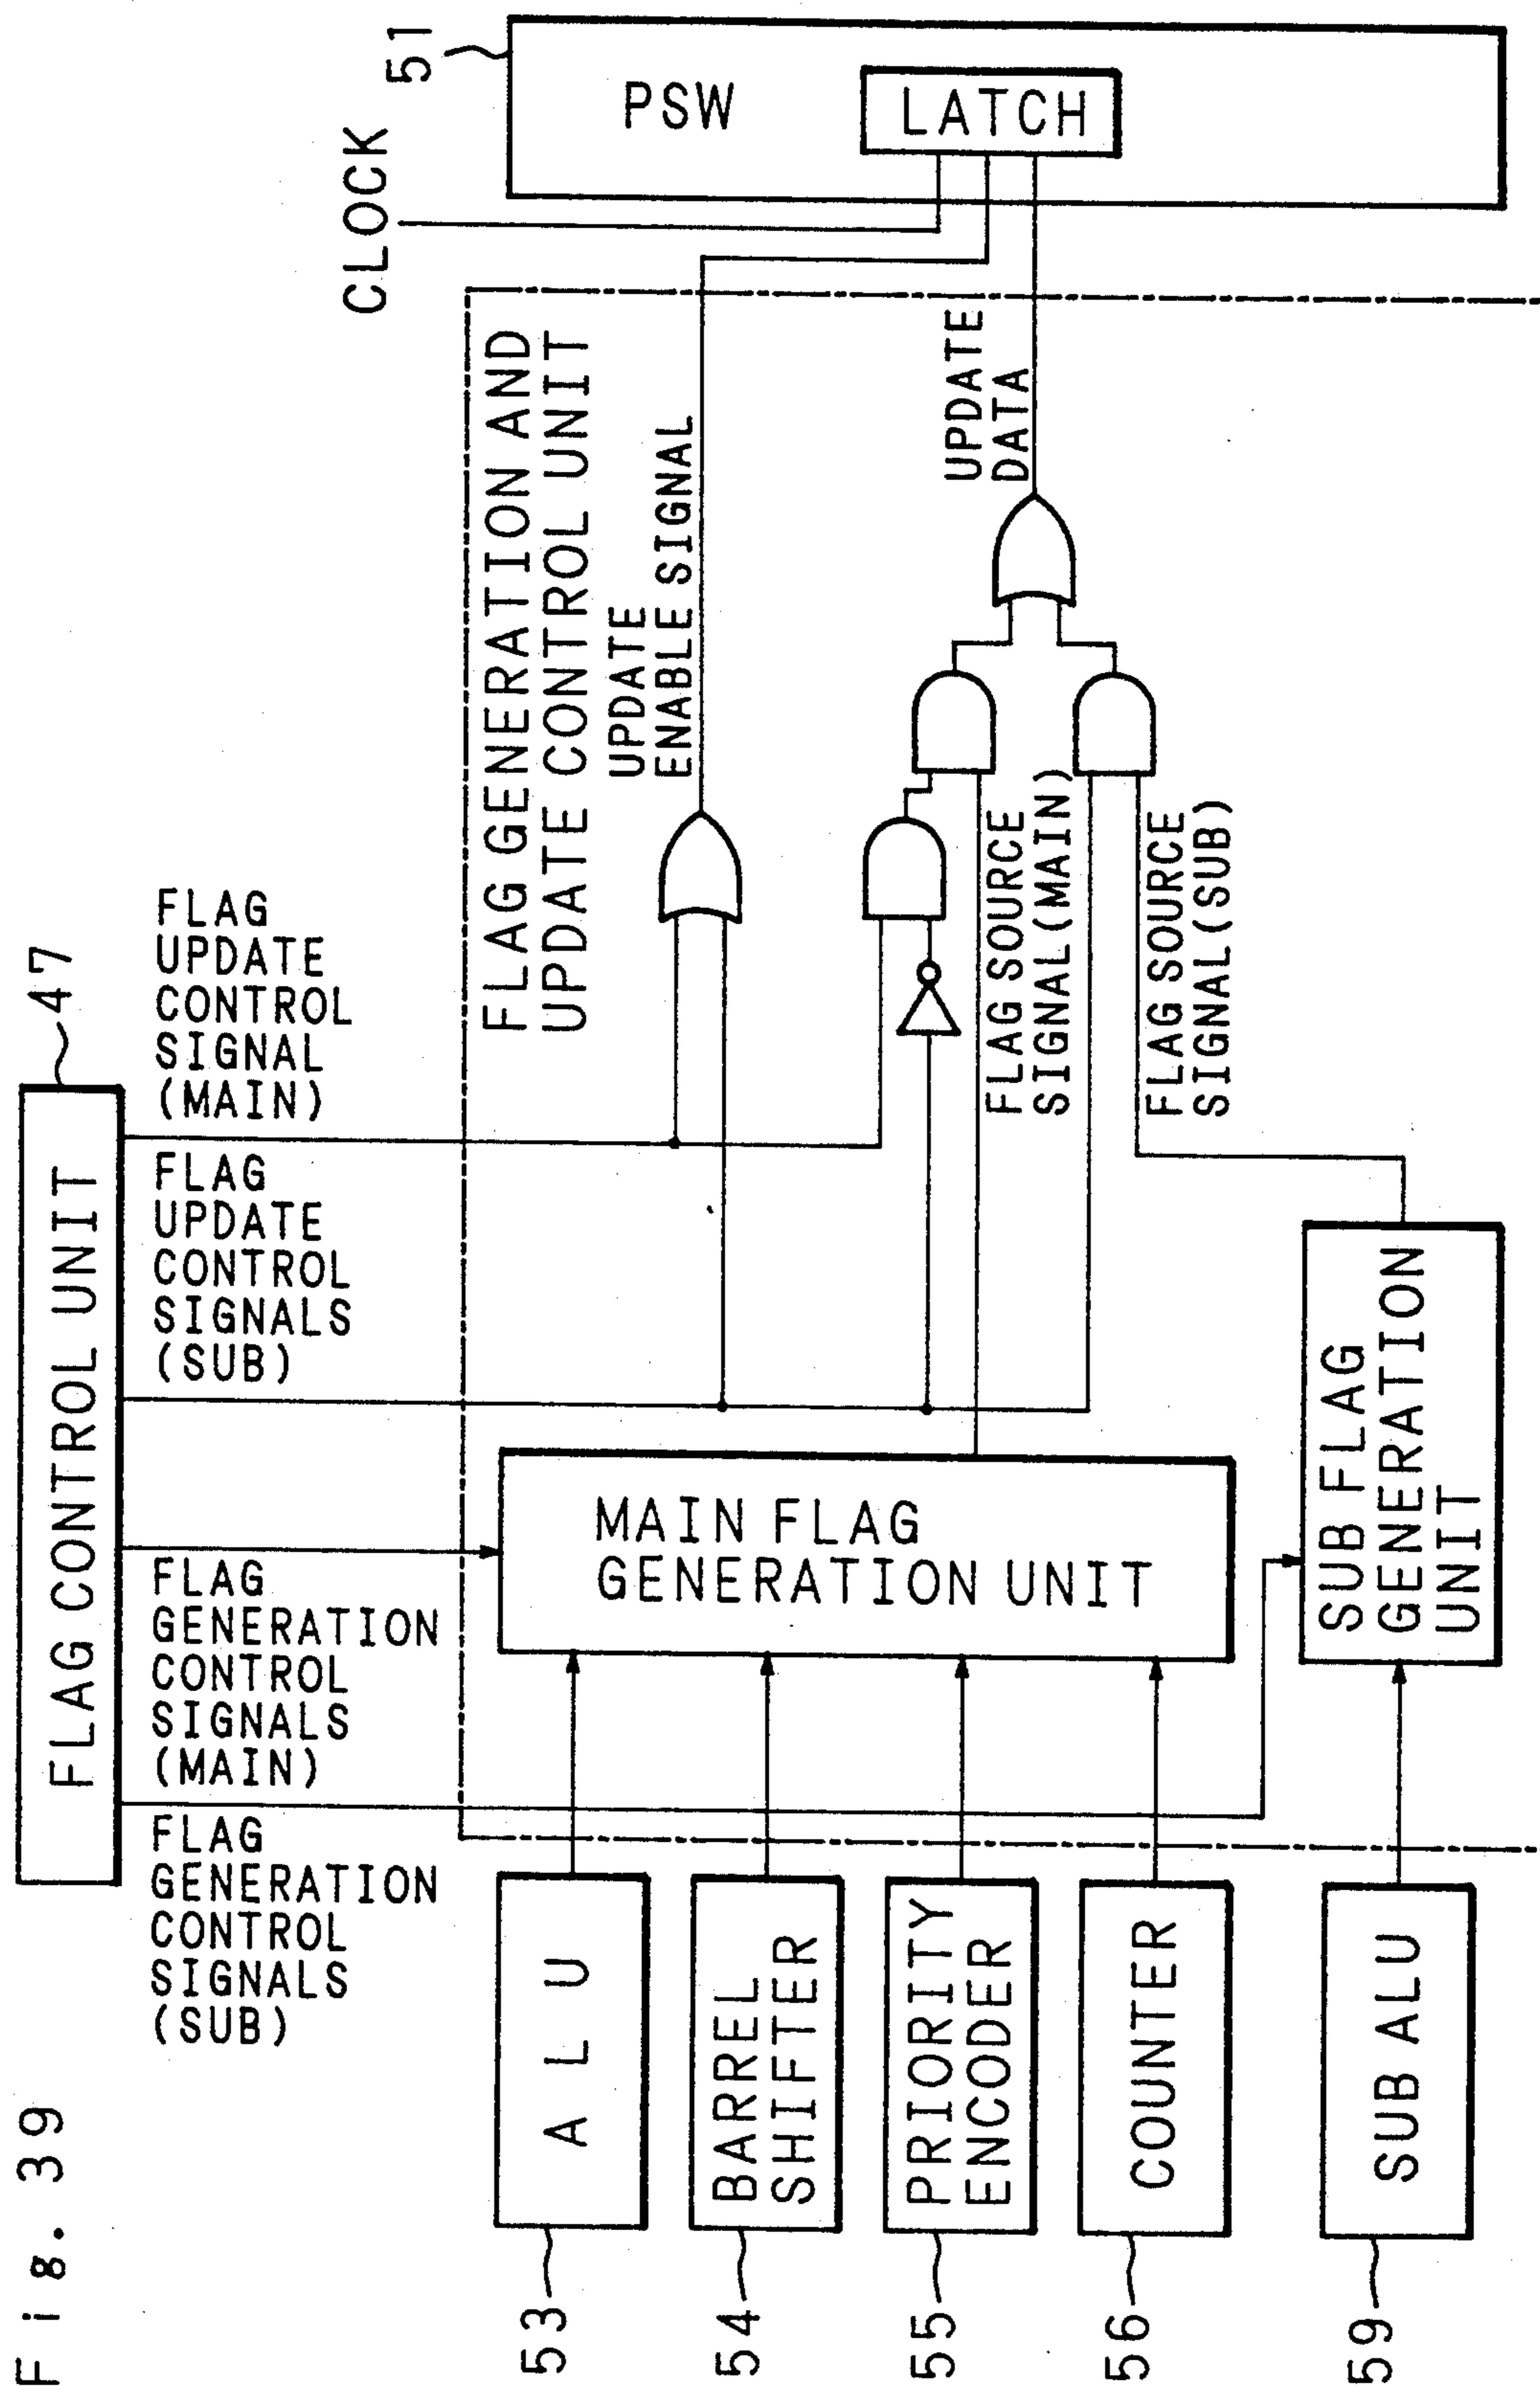 Fig. 39
FLAG CONTROL UNIT
47
FLAG
GENERATION
CONTROL
SIGNALS
(SUB)
FLAG
GENERATION
CONTROL
SIGNALS
(MAIN)
FLAG
UPDATE
CONTROL
SIGNALS
(SUB)
FLAG
UPDATE
CONTROL
SIGNAL
(MAIN)
CLOCK
51
PSW
LATCH
FLAG GENERATION AND
UPDATE CONTROL UNIT
UPDATE
ENABLE SIGNAL
UPDATE
DATA
53
ALU
54
BARREL
SHIFTER
55
PRIORITY
ENCODER
56
COUNTER
59
SUB ALU
MAIN FLAG
GENERATION UNIT
FLAG SOURCE
SIGNAL(MAIN)
FLAG SOURCE
SIGNAL(SUB)
SUB FLAG
GENERATION
UNIT